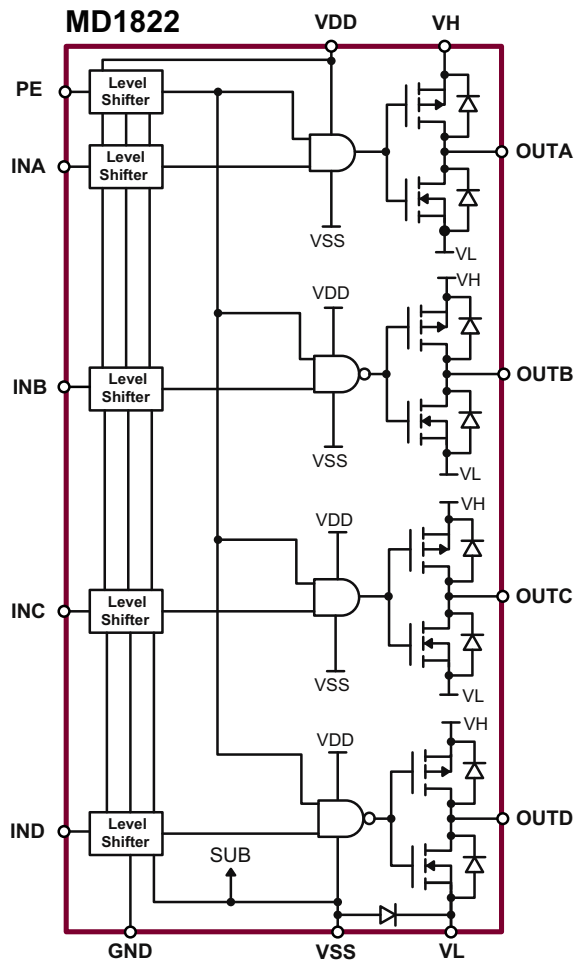 MD1822
VDD
VH
PE
Level
Shifter
INA
Level
Shifter
OUTA
VSS
VL
VH
VDD
INB
Level
Shifter
OUTB
VSS
VL
VH
VDD
INC
Level
Shifter
OUTC
VSS
VL
VH
VDD
IND
Level
Shifter
OUTD
SUB
GND
VSS
VL